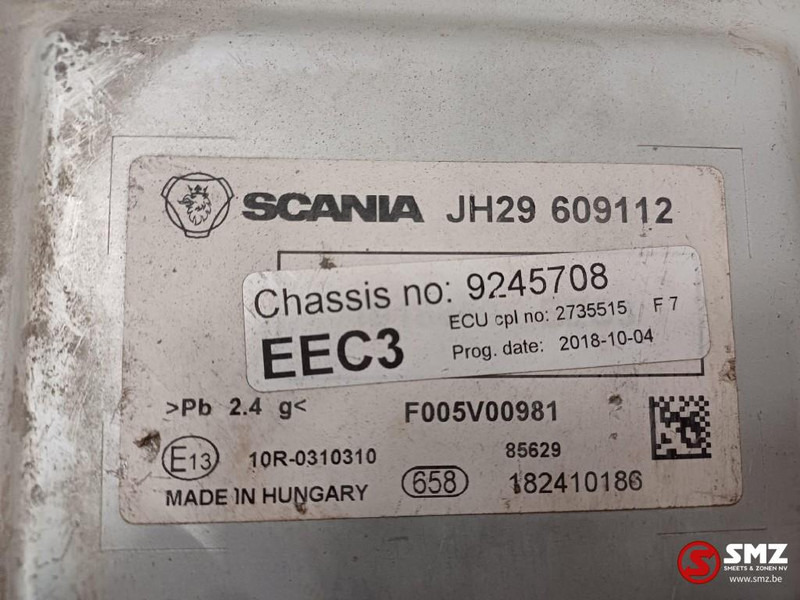 SCANIA JH29 609112
Chassis no: 9245708
ECU cpl no: 2735515 F 7
EEC3
Prog. date: 2018-10-04
>Pb 2.4 g< F005V00981
E13 10R-0310310 85629
MADE IN HUNGARY 658 182410186
SMZ
SMEETS & ZONEN NV
www.smz.be